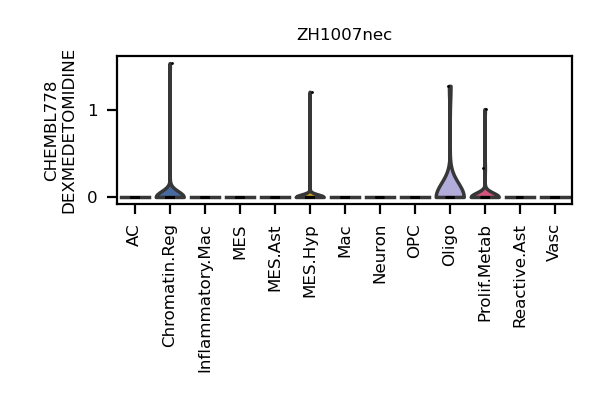 ZH1007nec
CHEMBL778
DEXMEDETOMIDINE
1
0
AC
Chromatin.Reg
Inflammatory.Mac
MES
MES.Ast
MES.Hyp
Mac
Neuron
OPC
Oligo
Prolif.Metab
Reactive.Ast
Vasc